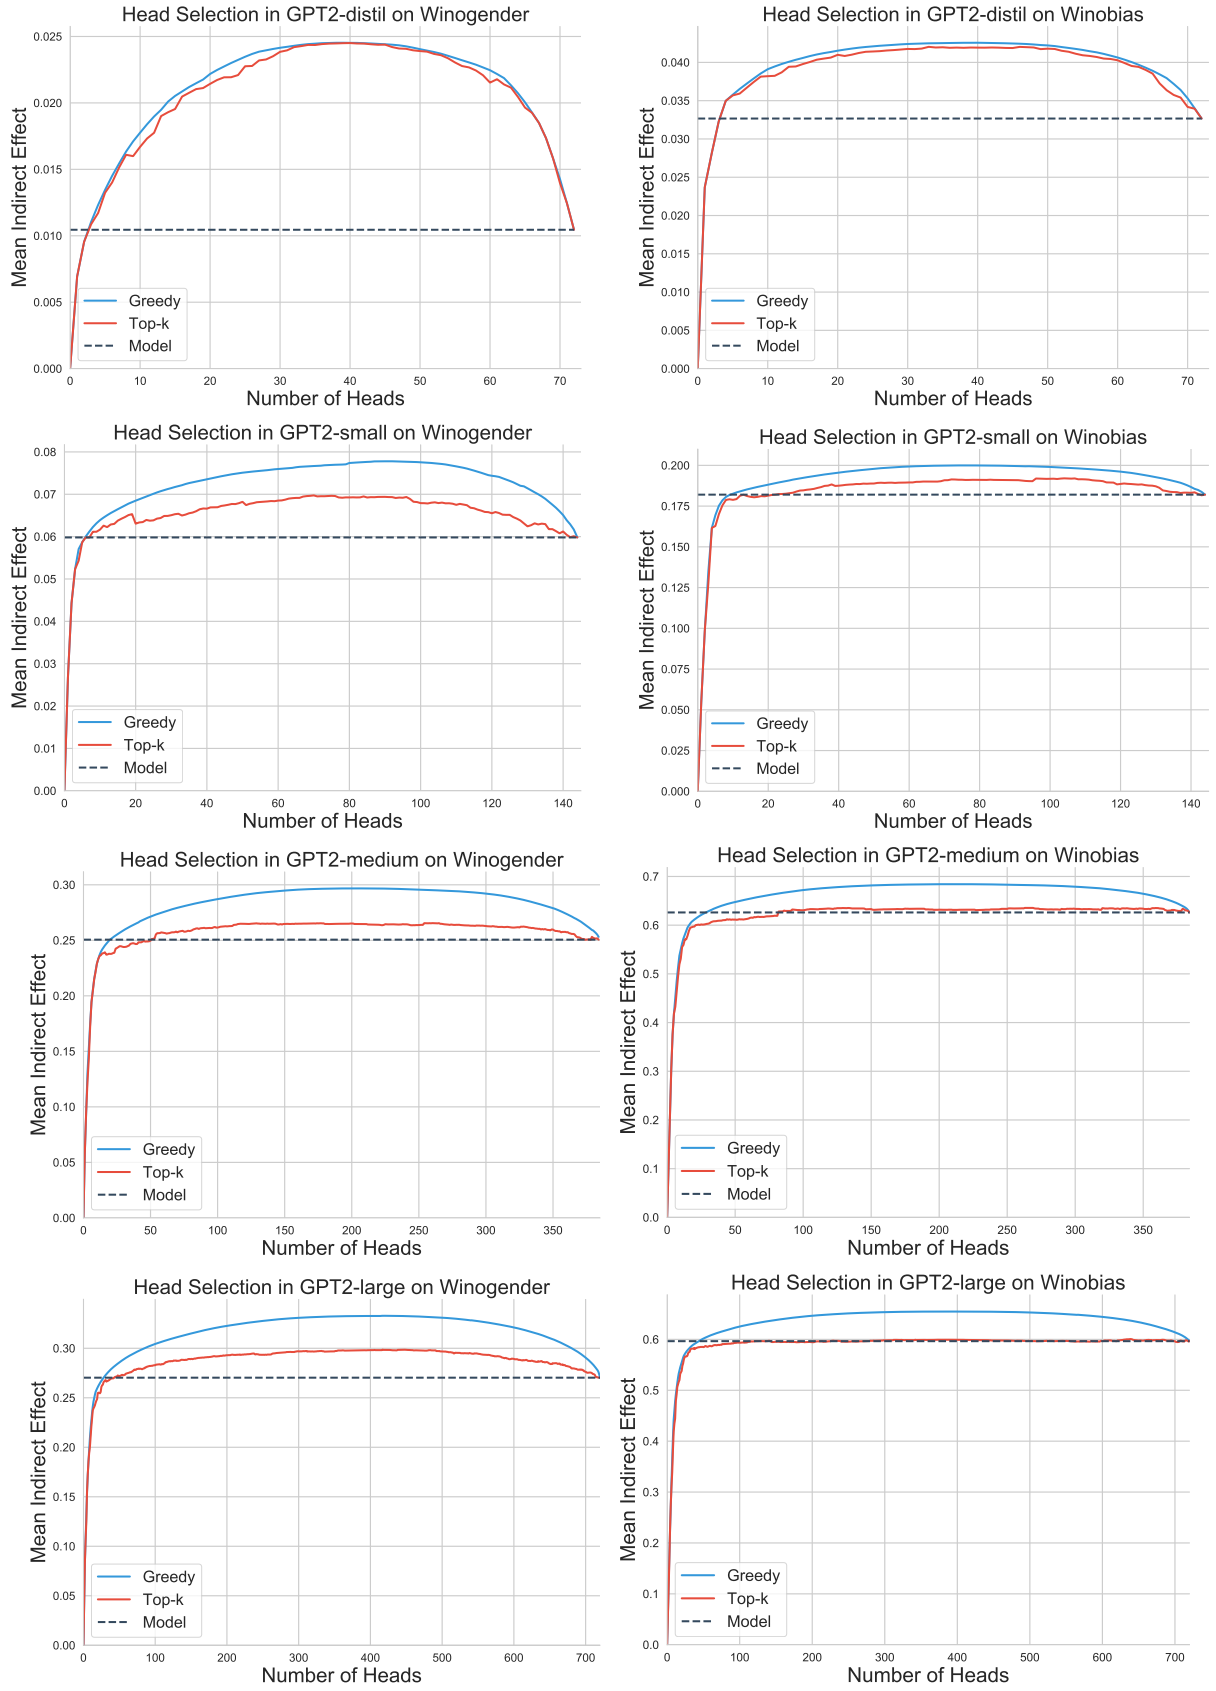 Head Selection in GPT2-distil on Winogender
Mean Indirect Effect
0.025
0.020
0.015
0.010
0.005
0.000
Greedy
Top-k
Model
0 10 20 30 40 50 60 70
Number of Heads
Head Selection in GPT2-distil on Winobias
Mean Indirect Effect
0.040
0.035
0.030
0.025
0.020
0.015
0.010
0.005
0.000
Greedy
Top-k
Model
0 10 20 30 40 50 60 70
Number of Heads
Head Selection in GPT2-small on Winogender
Mean Indirect Effect
0.08
0.07
0.06
0.05
0.04
0.03
0.02
0.01
0.00
Greedy
Top-k
Model
0 20 40 60 80 100 120 140
Number of Heads
Head Selection in GPT2-small on Winobias
Mean Indirect Effect
0.200
0.175
0.150
0.125
0.100
0.075
0.050
0.025
0.000
Greedy
Top-k
Model
0 20 40 60 80 100 120 140
Number of Heads
Head Selection in GPT2-medium on Winogender
Mean Indirect Effect
0.30
0.25
0.20
0.15
0.10
0.05
0.00
Greedy
Top-k
Model
0 50 100 150 200 250 300 350
Number of Heads
Head Selection in GPT2-medium on Winobias
Mean Indirect Effect
0.7
0.6
0.5
0.4
0.3
0.2
0.1
0.0
Greedy
Top-k
Model
0 50 100 150 200 250 300 350
Number of Heads
Head Selection in GPT2-large on Winogender
Mean Indirect Effect
0.30
0.25
0.20
0.15
0.10
0.05
0.00
Greedy
Top-k
Model
0 100 200 300 400 500 600 700
Number of Heads
Head Selection in GPT2-large on Winobias
Mean Indirect Effect
0.6
0.5
0.4
0.3
0.2
0.1
0.0
Greedy
Top-k
Model
0 100 200 300 400 500 600 700
Number of Heads